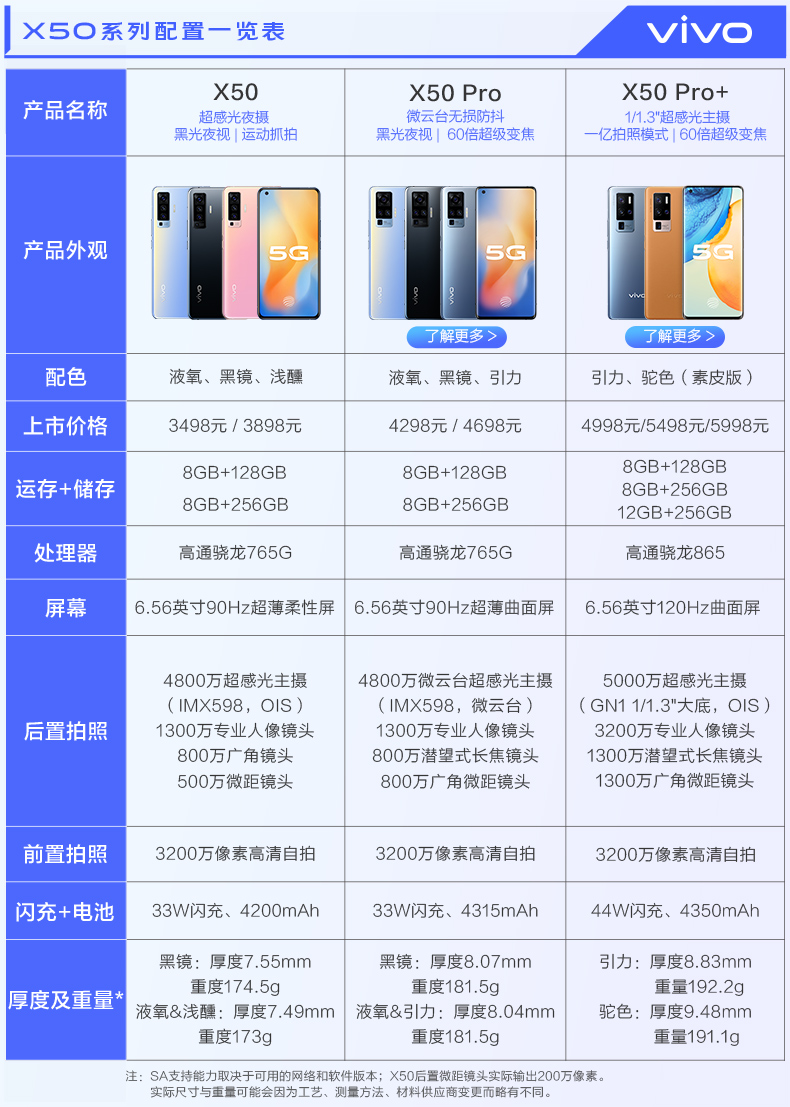 X50系列配置一览表
vivo
产品名称
X50
超感光夜摄
黑光夜视 | 运动抓拍
X50 Pro
微云台无损防抖
黑光夜视 | 60倍超级变焦
X50 Pro+
1/1.3"超感光主摄
一亿拍照模式 | 60倍超级变焦
产品外观
vivo
vivo
vivo
5G
vivo
vivo
vivo
5G
了解更多 >
vivo
vivo
5G
了解更多 >
配色
液氧、黑镜、浅醺
液氧、黑镜、引力
引力、驼色（素皮版）
上市价格
3498元 / 3898元
4298元 / 4698元
4998元/5498元/5998元
运存+储存
8GB+128GB
8GB+256GB
8GB+128GB
8GB+256GB
8GB+128GB
8GB+256GB
12GB+256GB
处理器
高通骁龙765G
高通骁龙765G
高通骁龙865
屏幕
6.56英寸90Hz超薄柔性屏
6.56英寸90Hz超薄曲面屏
6.56英寸120Hz曲面屏
后置拍照
4800万超感光主摄
（IMX598，OIS）
1300万专业人像镜头
800万广角镜头
500万微距镜头
4800万微云台超感光主摄
（IMX598，微云台）
1300万专业人像镜头
800万潜望式长焦镜头
800万广角微距镜头
5000万超感光主摄
（GN1 1/1.3"大底，OIS）
3200万专业人像镜头
1300万潜望式长焦镜头
1300万广角微距镜头
前置拍照
3200万像素高清自拍
3200万像素高清自拍
3200万像素高清自拍
闪充+电池
33W闪充、4200mAh
33W闪充、4315mAh
44W闪充、4350mAh
厚度及重量*
黑镜：厚度7.55mm
重度174.5g
液氧&浅醺：厚度7.49mm
重度173g
黑镜：厚度8.07mm
重度181.5g
液氧&引力：厚度8.04mm
重度181.5g
引力：厚度8.83mm
重量192.2g
驼色：厚度9.48mm
重量191.1g
注：SA支持能力取决于可用的网络和软件版本；X50后置微距镜头实际输出200万像素。
实际尺寸与重量可能会因为工艺、测量方法、材料供应商变更而略有不同。